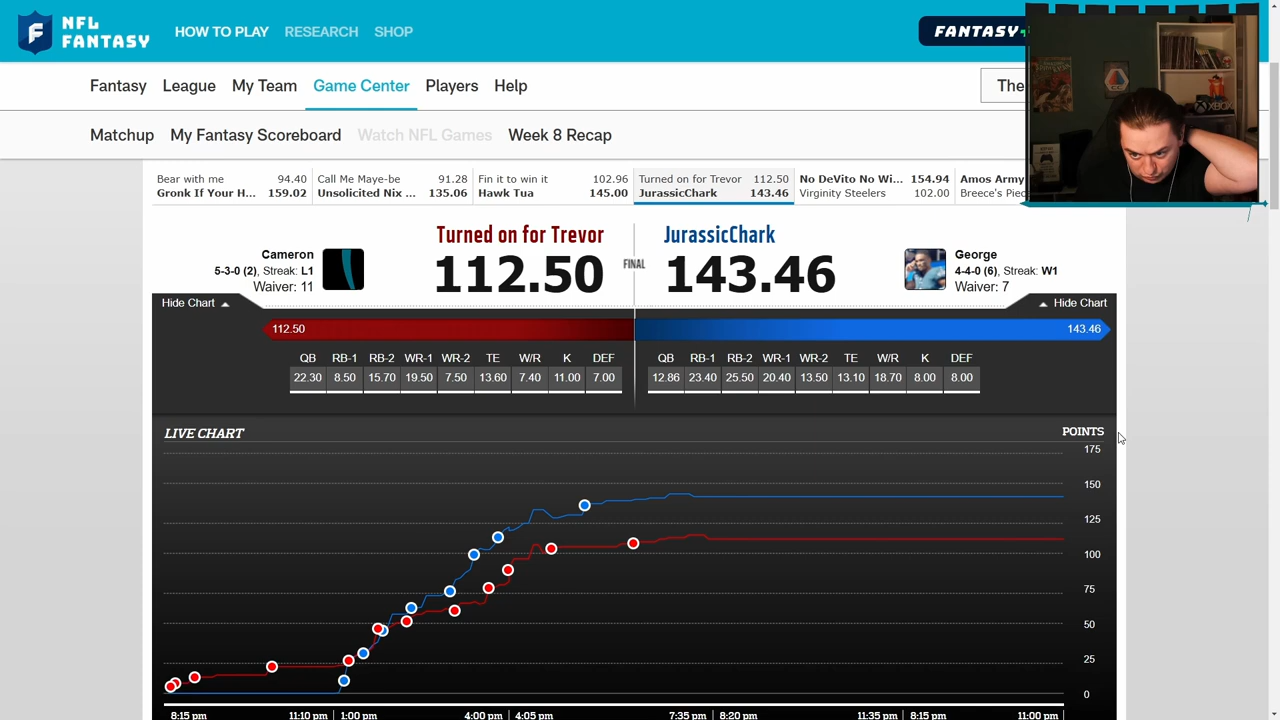 NFL FANTASY
HOW TO PLAY RESEARCH SHOP
FANTASY+
Fantasy League My Team Game Center Players Help
The
Matchup My Fantasy Scoreboard Watch NFL Games Week 8 Recap
Bear with me 94.40
Gronk If Your H... 159.02
Call Me Maye-be 91.28
Unsolicited Nix ... 135.06
Fin it to win it 102.96
Hawk Tua 145.00
Turned on for Trevor 112.50
JurassicChark 143.46
No DeVito No Wi... 154.94
Virginity Steelers 102.00
Amos Army
Breece's Pie
Turned on for Trevor JurassicChark
Cameron
5-3-0 (2), Streak: L1
Waiver: 11
112.50 FINAL 143.46
George
4-4-0 (6), Streak: W1
Waiver: 7
Hide Chart Hide Chart
112.50 143.46
QB RB-1 RB-2 WR-1 WR-2 TE W/R K DEF
22.30 8.50 15.70 19.50 7.50 13.60 7.40 11.00 7.00
QB RB-1 RB-2 WR-1 WR-2 TE W/R K DEF
12.86 23.40 25.50 20.40 13.50 13.10 18.70 8.00 8.00
LIVE CHART POINTS
175
150
125
100
75
50
25
0
8:15 pm 11:10 pm 1:00 pm 4:00 pm 4:05 pm 7:35 pm 8:20 pm 11:35 pm 8:15 pm 11:00 pm
XBOX